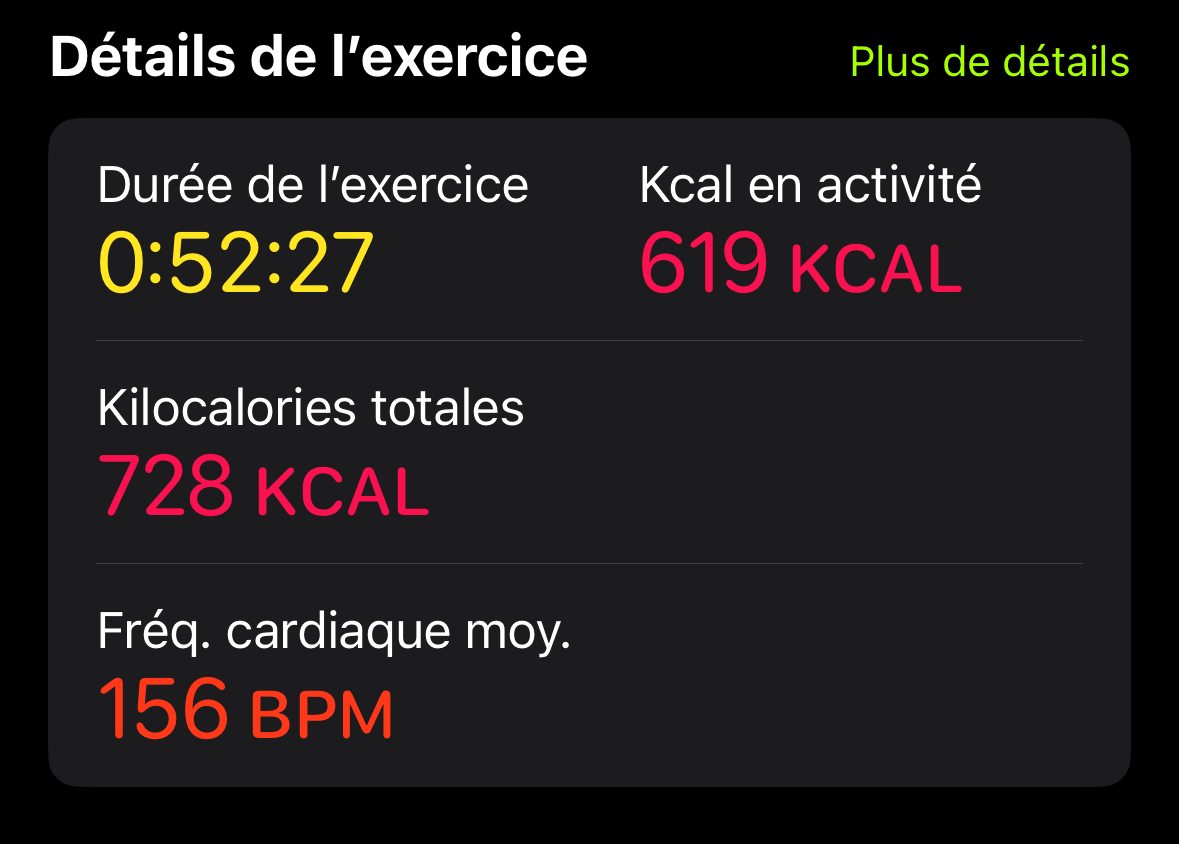 Détails de l’exercice
Plus de détails
Durée de l’exercice
Kcal en activité
0:52:27
619 KCAL
Kilocalories totales
728 KCAL
Fréq. cardiaque moy.
156 BPM